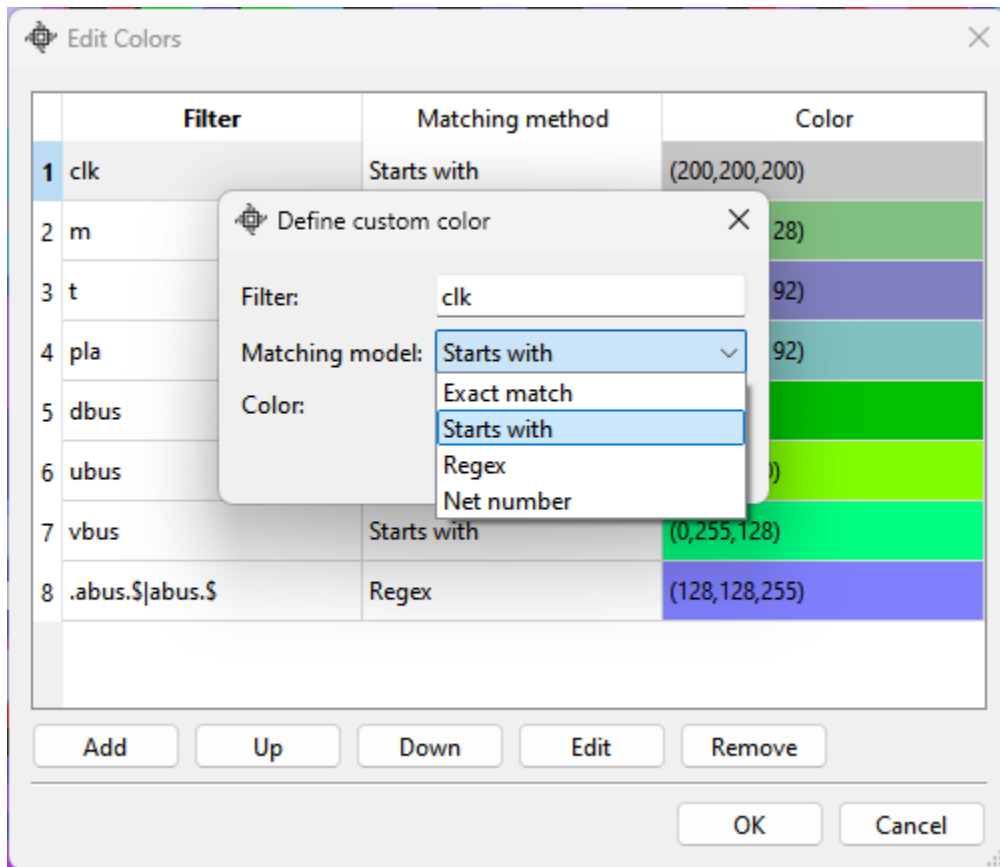 Edit Colors
Filter Matching method Color
1 clk Starts with (200,200,200)
2 m 28)
Define custom color
3 t 92)
Filter: clk
4 pla 92)
Matching model: Starts with
5 dbus
Color:
Exact match
Starts with
6 ubus )
Regex
Net number
7 vbus Starts with (0,255,128)
8 .abus.$|abus.$ Regex (128,128,255)
Add Up Down Edit Remove
OK Cancel